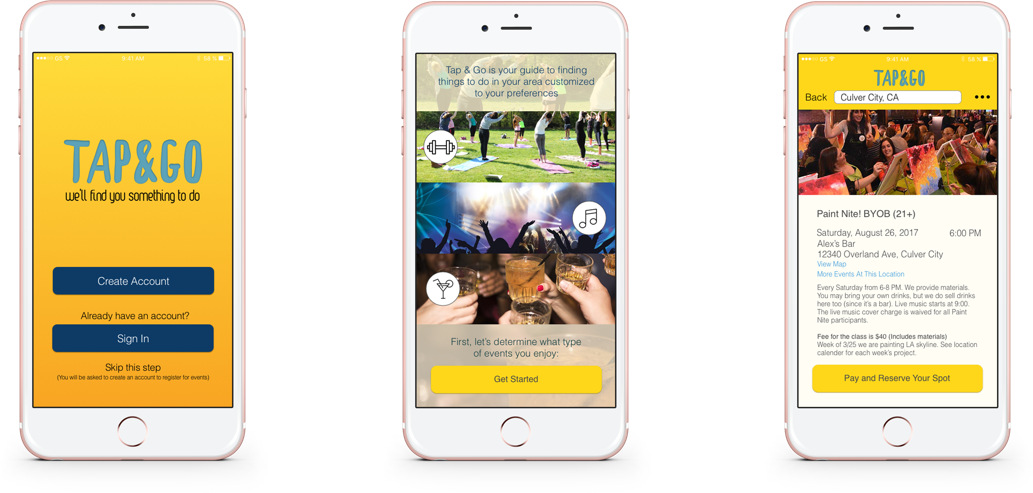 GS 9:41 AM 58 %
TAP&GO
we'll find you something to do
Create Account
Already have an account?
Sign In
Skip this step
(You will be asked to create an account to register for events)
Tap & Go is your guide to finding
things to do in your area customized
to your preferences
First, let's determine what type
of events you enjoy:
Get Started
GS 9:41 AM 58 %
TAP&GO
Back Culver City, CA
Paint Nite! BYOB (21+)
Saturday, August 26, 2017 6:00 PM
Alex's Bar
12340 Overland Ave, Culver City
View Map
More Events At This Location
Every Saturday from 6-8 PM. We provide materials.
You may bring your own drinks, but we do sell drinks
here too (since it's a bar). Live music starts at 9:00.
The live music cover charge is waived for all Paint
Nite participants.
Fee for the class is $40 (Includes materials)
Week of 3/25 we are painting LA skyline. See location
calender for each week's project.
Pay and Reserve Your Spot